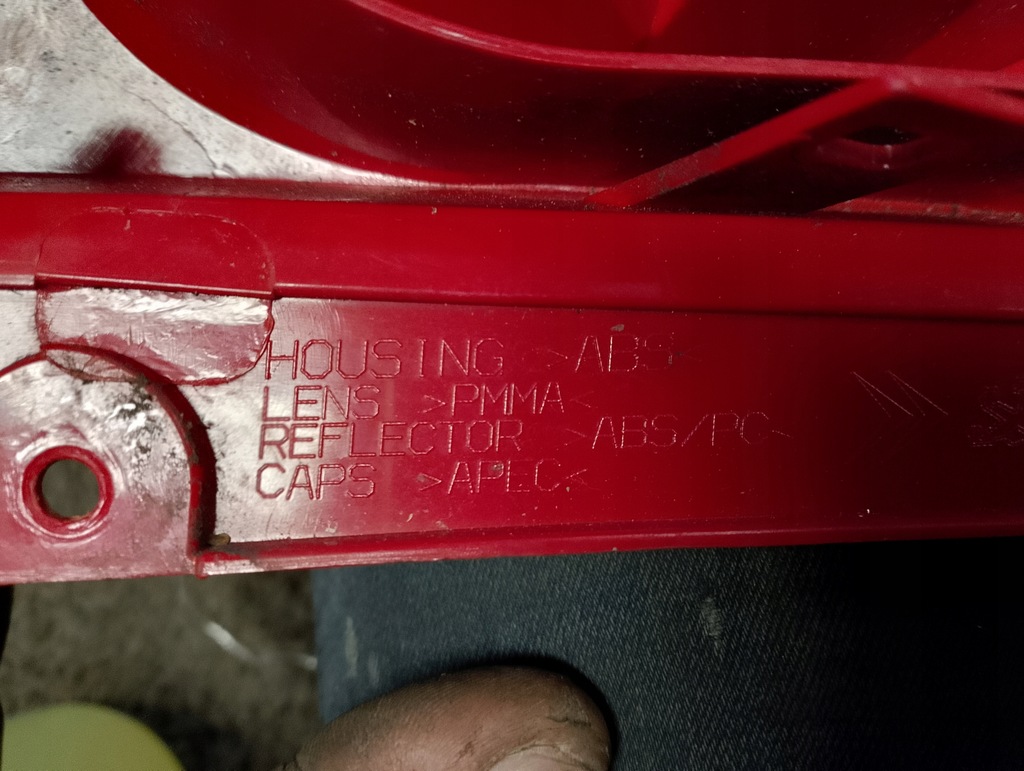 HOUSING >ABS<
LENS >PMMA<
REFLECTOR >ABS/PC<
CAPS >APEC<